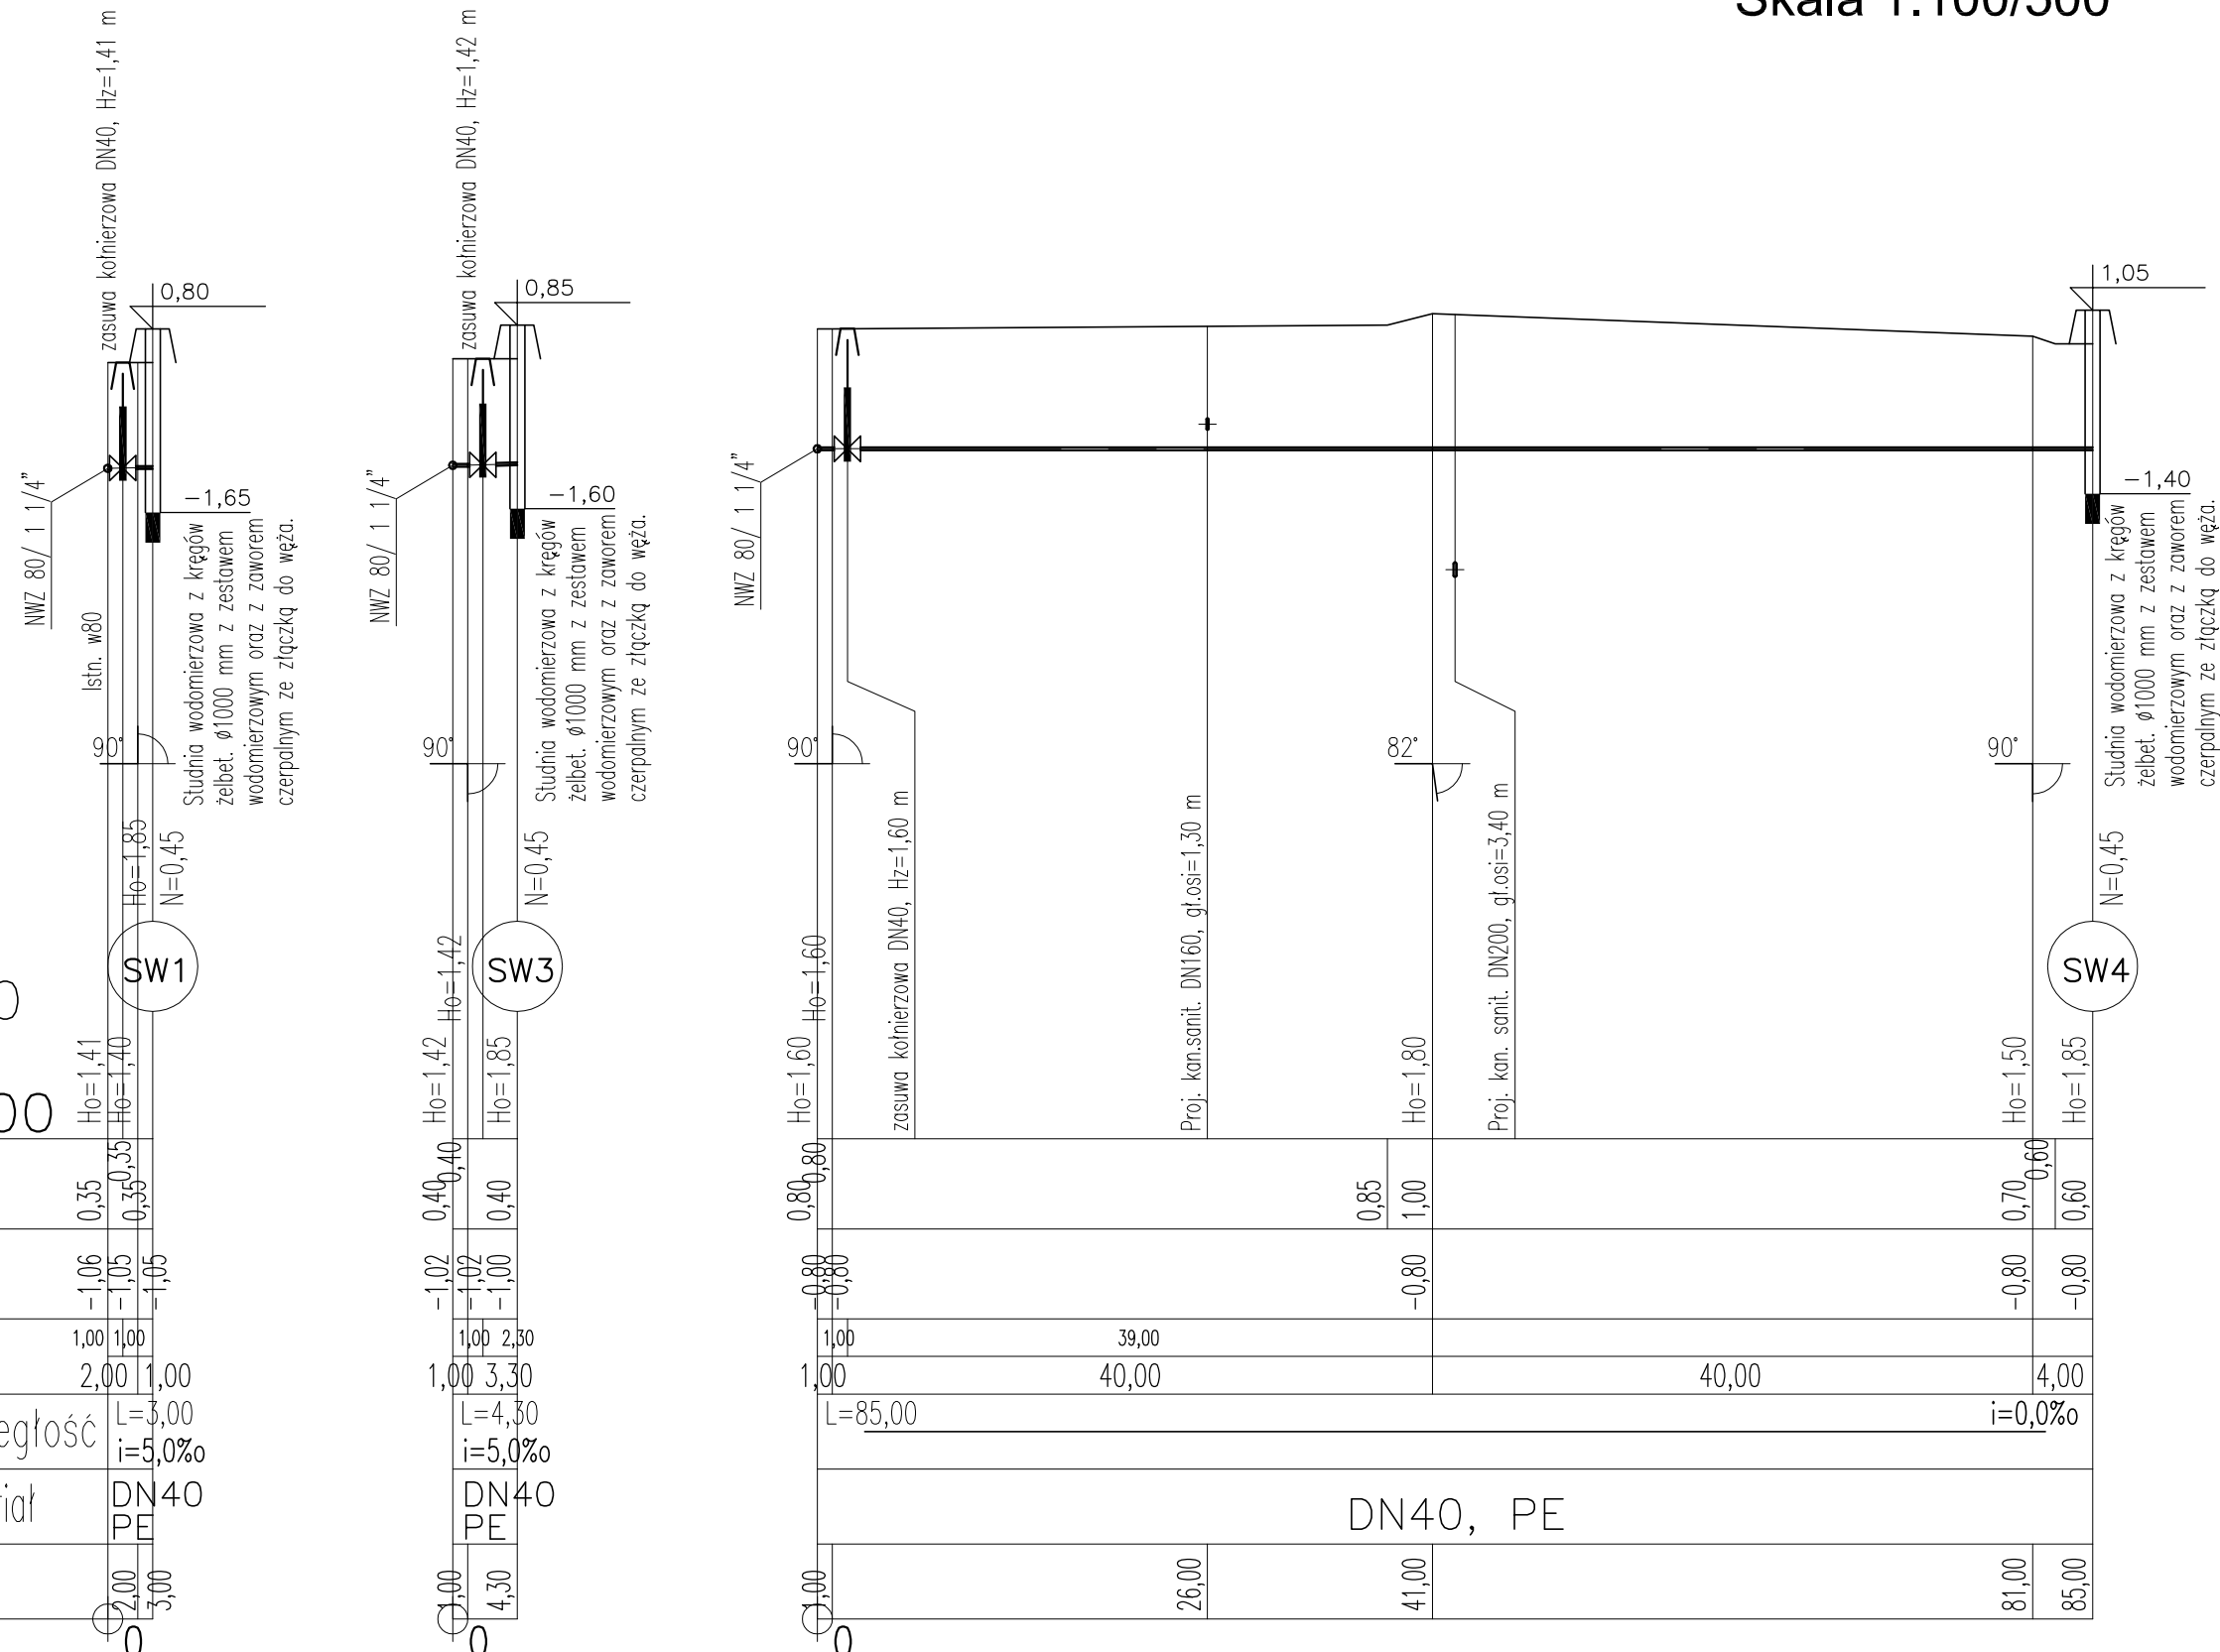 Skala 1:100/500
zasuwa kołnierzowa DN40, Hz=1,41 m
0,80
NWZ 80/ 1 1/4"
-1,65
Istn. w80
Studnia wodomierzowa z kręgów
żelbet. ø1000 mm z zestawem
wodomierzowym oraz z zaworem
czerpalnym ze złączką do węża.
90°
Ho=1,85
N=0,45
SW1
Ho=1,41
Ho=1,40
0,35
0,35
0,35
-1,06
-1,05
-1,05
1,00
1,00
2,00
1,00
L=3,00
i=5,0‰
DN40
PE
2,00
3,00
0
zasuwa kołnierzowa DN40, Hz=1,42 m
0,85
NWZ 80/ 1 1/4"
-1,60
Studnia wodomierzowa z kręgów
żelbet. ø1000 mm z zestawem
wodomierzowym oraz z zaworem
czerpalnym ze złączką do węża.
90°
N=0,45
SW3
Ho=1,42
Ho=1,42
Ho=1,85
0,40
0,40
0,40
-1,02
-1,02
-1,00
1,00
2,30
1,00
3,30
L=4,30
i=5,0‰
DN40
PE
1,00
4,30
0
1,05
NWZ 80/ 1 1/4"
-1,40
Studnia wodomierzowa z kręgów
żelbet. ø1000 mm z zestawem
wodomierzowym oraz z zaworem
czerpalnym ze złączką do węża.
90°
82°
90°
zasuwa kołnierzowa DN40, Hz=1,60 m
Proj. kan.sanit. DN160, gł.osi=1,30 m
Proj. kan. sanit. DN200, gł.osi=3,40 m
N=0,45
SW4
Ho=1,60
Ho=1,60
Ho=1,80
Ho=1,50
Ho=1,85
0,80
0,80
0,85
1,00
0,70
0,60
0,60
-0,80
-0,80
-0,80
-0,80
-0,80
1,00
39,00
1,00
40,00
40,00
4,00
L=85,00
i=0,0‰
DN40, PE
1,00
26,00
41,00
81,00
85,00
0
egłość
iał